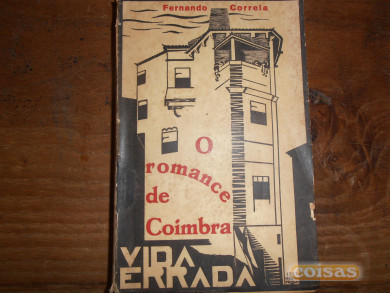 Fernando Correia
O
romance
de
Coimbra
VIDA
ERRADA
coisas